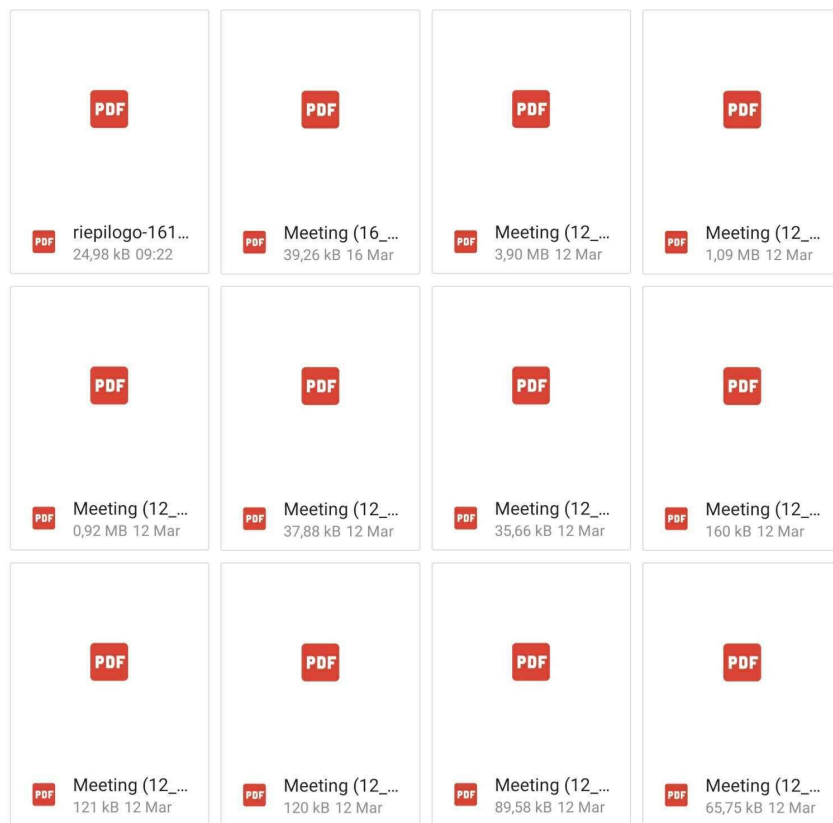 PDF
PDF
PDF
PDF
PDF riepilogo-161...
24,98 kB 09:22
PDF Meeting (16_...
39,26 kB 16 Mar
PDF Meeting (12_...
3,90 MB 12 Mar
PDF Meeting (12_...
1,09 MB 12 Mar
PDF
PDF
PDF
PDF
PDF Meeting (12_...
0,92 MB 12 Mar
PDF Meeting (12_...
37,88 kB 12 Mar
PDF Meeting (12_...
35,66 kB 12 Mar
PDF Meeting (12_...
160 kB 12 Mar
PDF
PDF
PDF
PDF
PDF Meeting (12_...
121 kB 12 Mar
PDF Meeting (12_...
120 kB 12 Mar
PDF Meeting (12_...
89,58 kB 12 Mar
PDF Meeting (12_...
65,75 kB 12 Mar